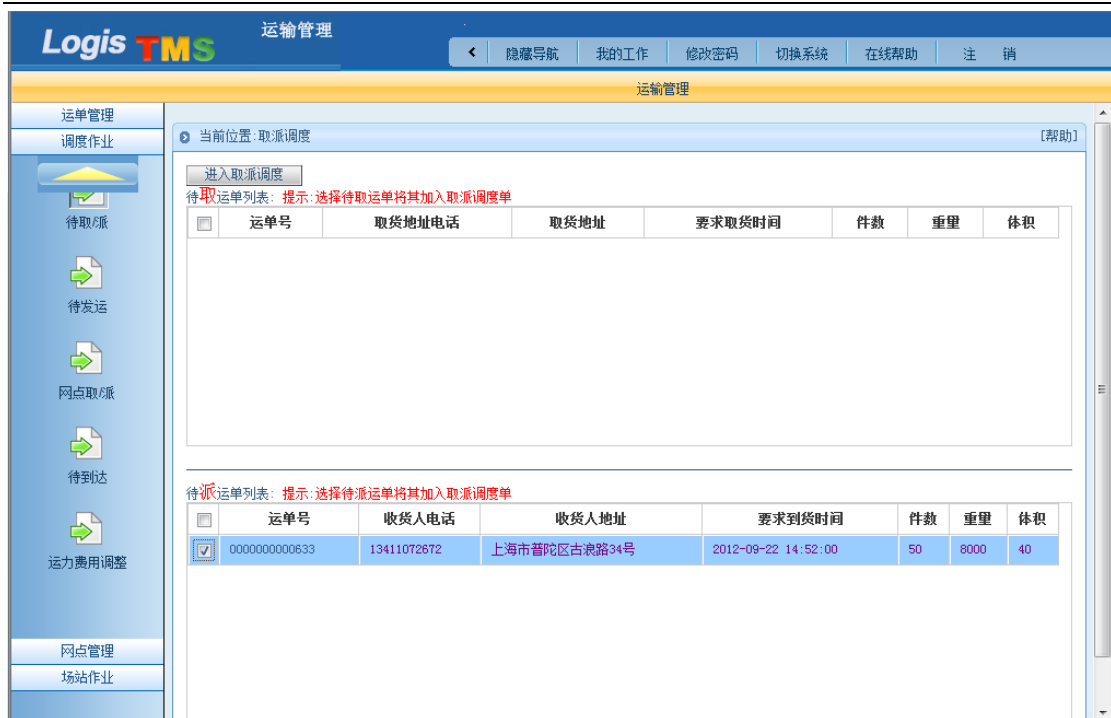 Logis TMS
运输管理
隐藏导航 我的工作 修改密码 切换系统 在线帮助 注 销
运输管理
运单管理
调度作业
待取/派
待发运
网点取/派
待到达
运力费用调整
网点管理
场站作业
当前位置:取派调度 [帮助]
进入取派调度
待取运单列表: 提示:选择待取运单将其加入取派调度单
运单号 取货地址电话 取货地址 要求取货时间 件数 重量 体积
待派运单列表: 提示:选择待派运单将其加入取派调度单
运单号 收货人电话 收货人地址 要求到货时间 件数 重量 体积
0000000000633 13411072672 上海市普陀区古浪路34号 2012-09-22 14:52:00 50 8000 40